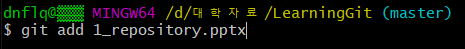 dnflq@▒▒▒ MINGW64 /d/대학자료/LearningGit (master)
$ git add 1_repository.pptx